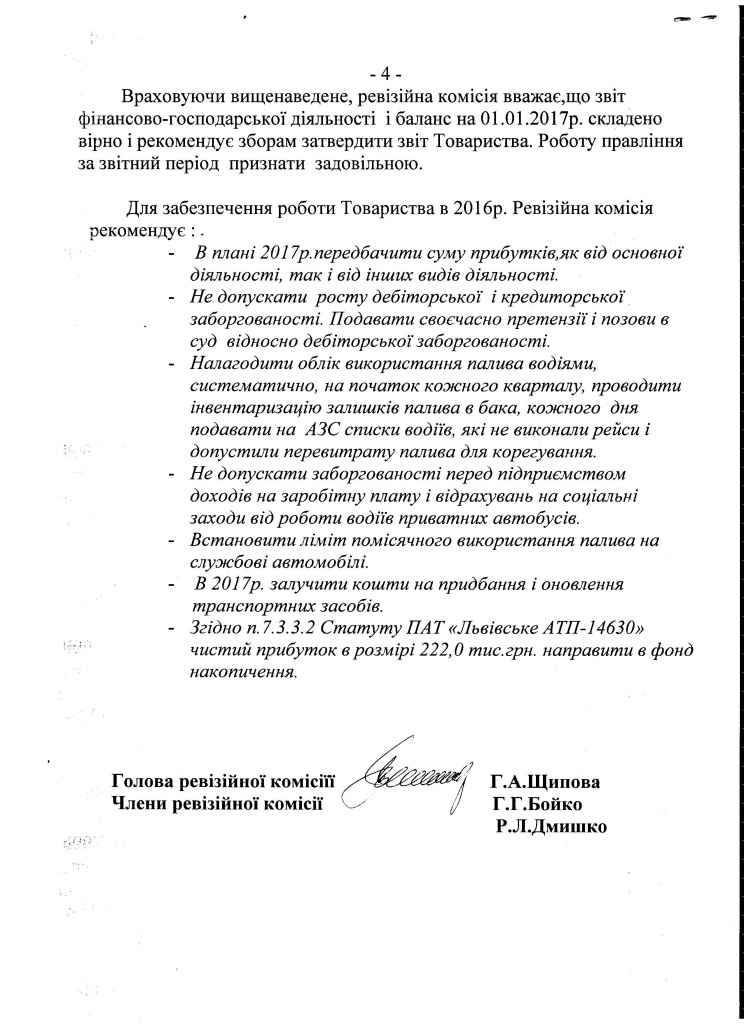 - 4 -
Враховуючи вищенаведене, ревізійна комісія вважає,що звіт
фінансово-господарської діяльності і баланс на 01.01.2017р. складено
вірно і рекомендує зборам затвердити звіт Товариства. Роботу правління
за звітний період признати задовільною.
Для забезпечення роботи Товариства в 2016р. Ревізійна комісія
рекомендує : .
- В плані 2017р.передбачити суму прибутків,як від основної
діяльності, так і від інших видів діяльності.
- Не допускати росту дебіторської і кредиторської
заборгованості. Подавати своєчасно претензії і позови в
суд відносно дебіторської заборгованості.
- Налагодити облік використання палива водіями,
систематично, на початок кожного кварталу, проводити
інвентаризацію залишків палива в бака, кожного дня
подавати на АЗС списки водіїв, які не виконали рейси і
допустили перевитрату палива для корегування.
- Не допускати заборгованості перед підприємством
доходів на заробітну плату і відрахувань на соціальні
заходи від роботи водіїв приватних автобусів.
- Встановити ліміт помісячного використання палива на
службові автомобілі.
- В 2017р. залучити кошти на придбання і оновлення
транспортних засобів.
- Згідно п.7.3.3.2 Статуту ПАТ «Львівське АТП-14630»
чистий прибуток в розмірі 222,0 тис.грн. направити в фонд
накопичення.
Голова ревізійної комісіїї Г.А.Щипова
Члени ревізійної комісії Г.Г.Бойко
Р.Л.Дмишко